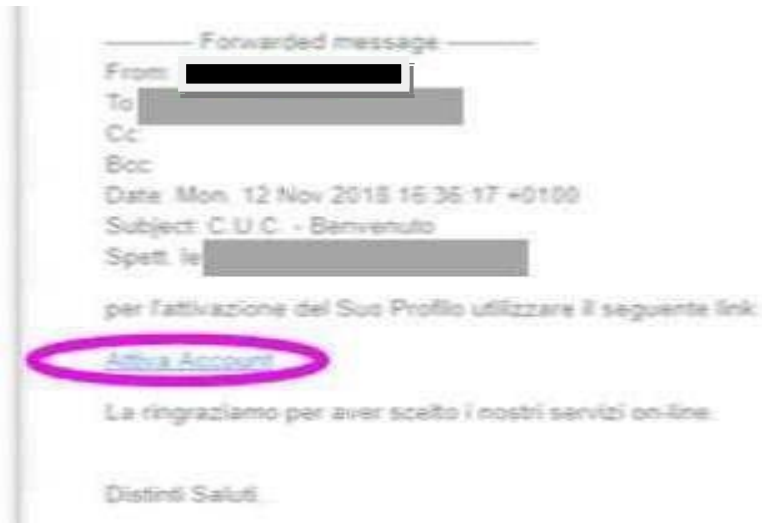 ---------- Forwarded message ----------
From:
To
Cc:
Bcc:
Date: Mon, 12 Nov 2018 16:36:17 +0100
Subject: C.U.C. - Benvenuto
Spett. le
per l'attivazione del Suo Profilo utilizzare il seguente link:
Attiva Account
La ringraziamo per aver scelto i nostri servizi on-line.
Distinti Saluti.